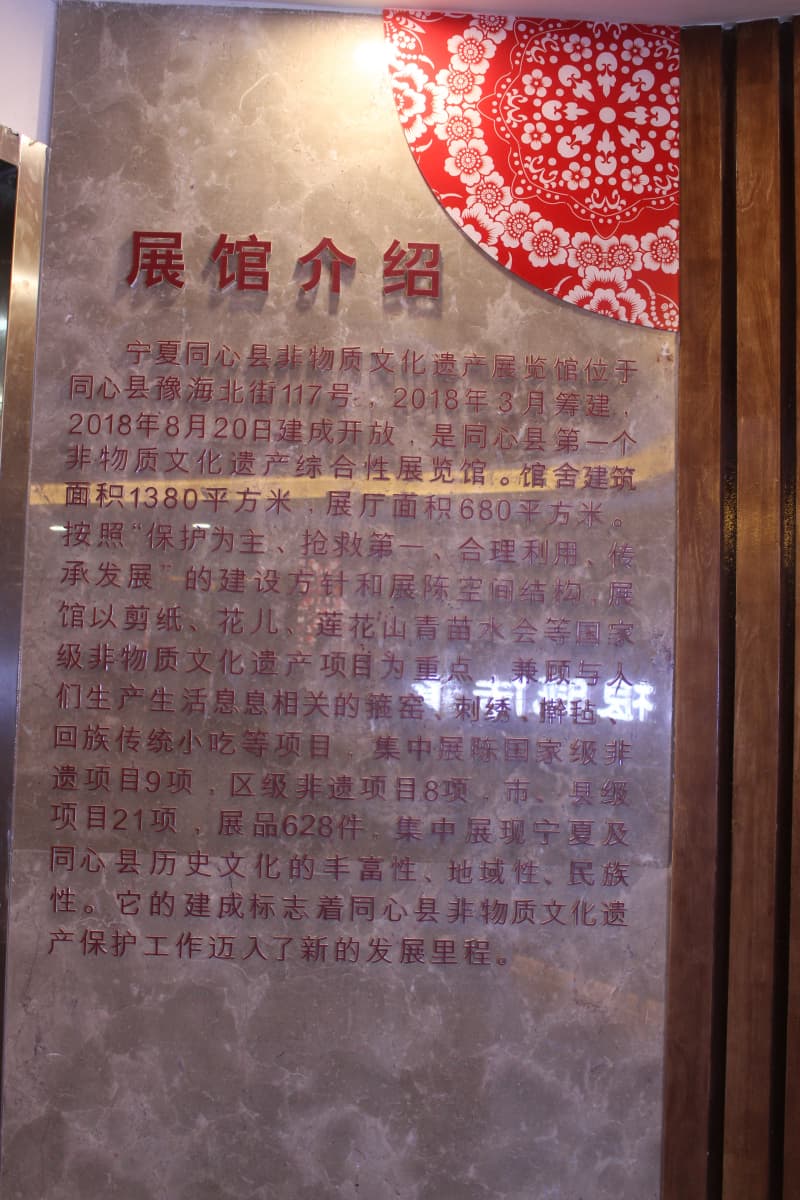 展馆介绍
宁夏同心县非物质文化遗产展览馆位于
同心县豫海北街117号，2018年3月筹建，
2018年8月20日建成开放，是同心县第一个
非物质文化遗产综合性展览馆。馆舍建筑
面积1380平方米，展厅面积680平方米。
按照“保护为主、抢救第一、合理利用、传
承发展”的建设方针和展陈空间结构，展
馆以剪纸、花儿、莲花山青苗水会等国家
级非物质文化遗产项目为重点，兼顾与人
们生产生活息息相关的箍窑、刺绣、擀毡、
回族传统小吃等项目，集中展陈国家级非
遗项目9项，区级非遗项目8项，市、县级
项目21项，展品628件，集中展现宁夏及
同心县历史文化的丰富性、地域性、民族
性。它的建成标志着同心县非物质文化遗
产保护工作迈入了新的发展里程。